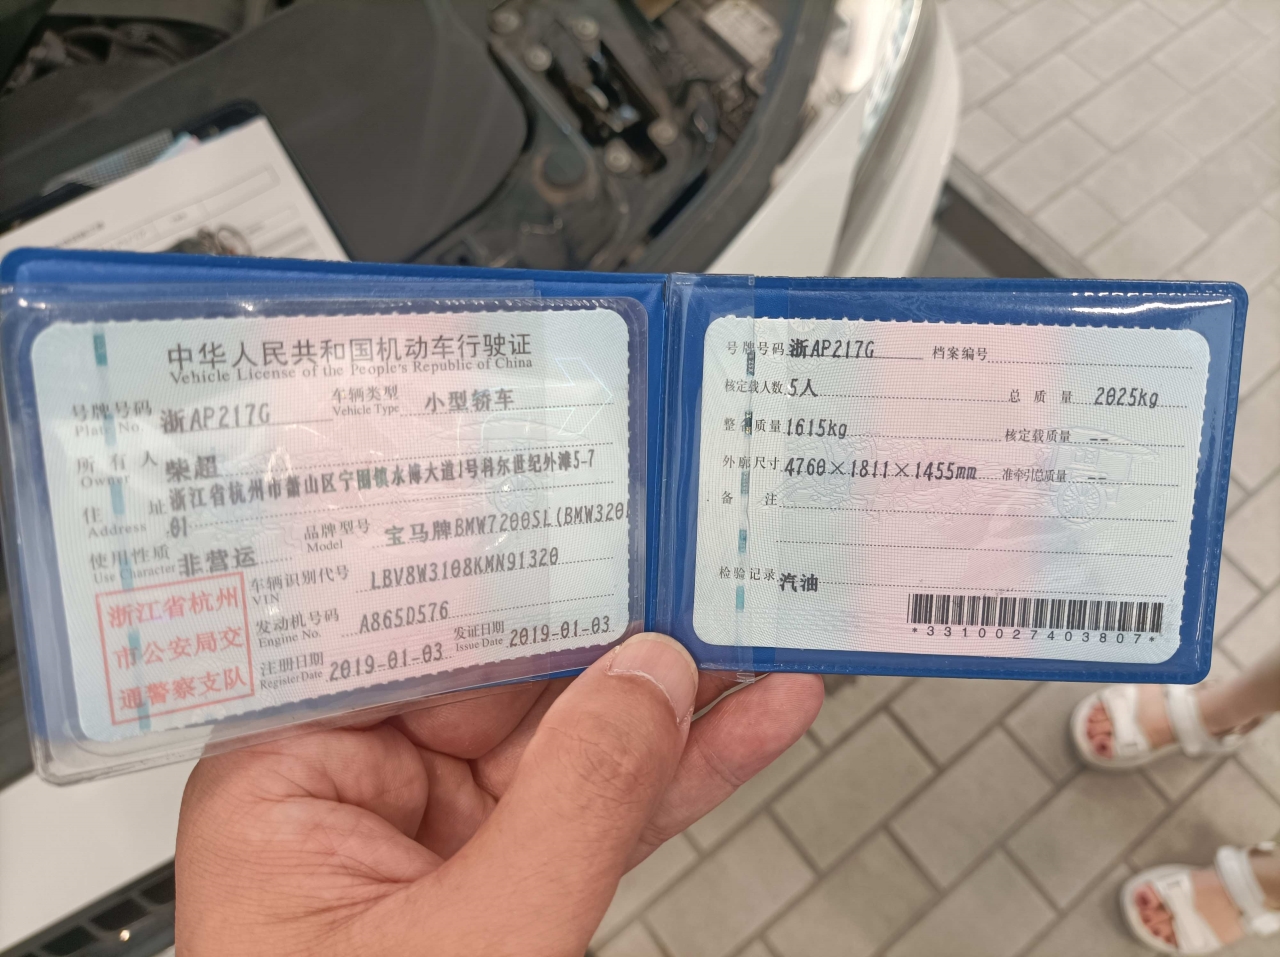 中华人民共和国机动车行驶证
Vehicle License of the People's Republic of China
号牌号码 Plate No. 浙AP217G 车辆类型 Vehicle Type 小型轿车
所有人 Owner 柴超
住址 Address 浙江省杭州市萧山区宁围镇水博大道1号科尔世纪外滩5-7
01
使用性质 Use Character 非营运 品牌型号 Model 宝马牌BMW7200SL(BMW320
车辆识别代号 VIN LBV8W3108KMN91320
发动机号码 Engine No. A865D576
注册日期 Register Date 2019-01-03 发证日期 Issue Date 2019-01-03
浙江省杭州
市公安局交
通警察支队
号牌号码 浙AP217G 档案编号
核定载人数 5人 总质量 2025kg
整备质量 1615kg 核定载质量 --
外廓尺寸 4760×1811×1455mm 准牵引总质量 --
备注
检验记录 汽油
*3310027403807*